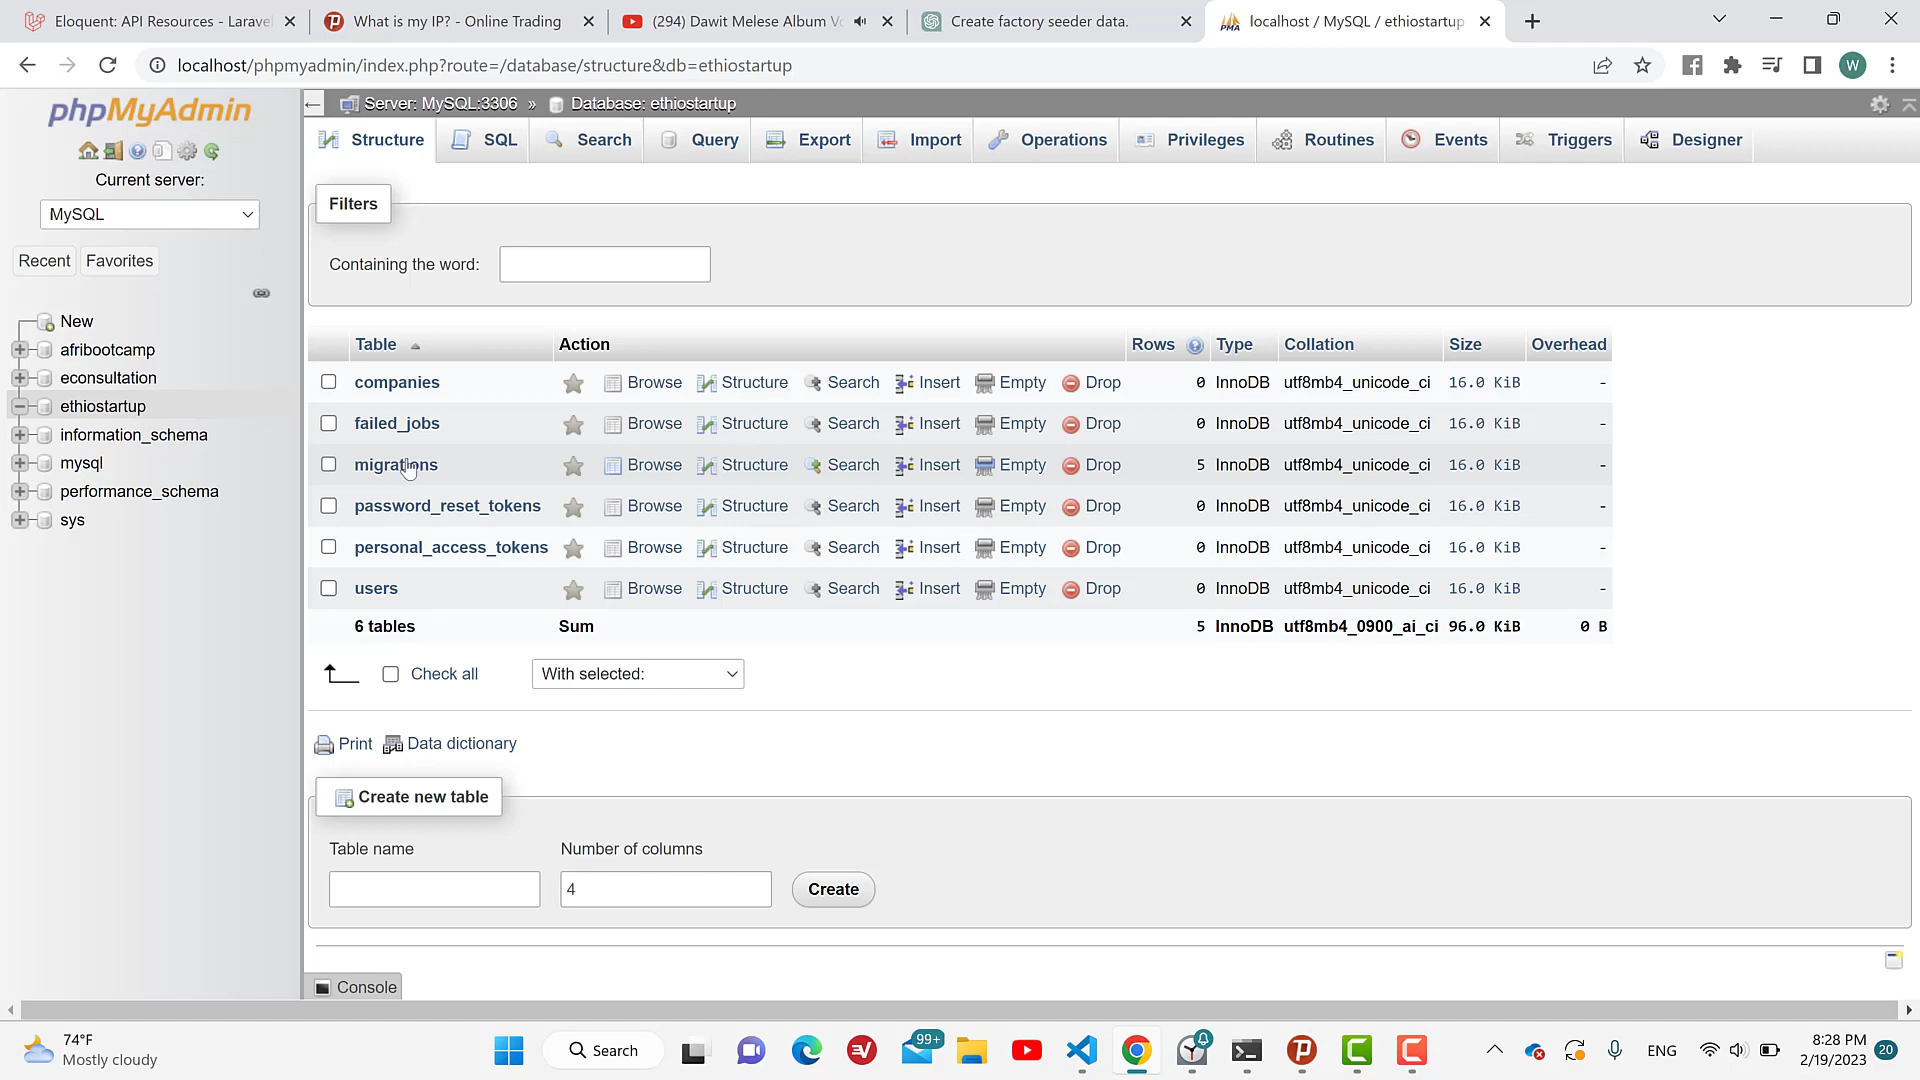 Eloquent: API Resources - Larave
What is my IP? - Online Trading
(294) Dawit Melese Album Vo
Create factory seeder data.
PMA
localhost / MySQL / ethiostartup
localhost/phpmyadmin/index.php?route=/database/structure&db=ethiostartup
W
phpMyAdmin
Server: MySQL:3306 » Database: ethiostartup
Structure SQL Search Query Export Import Operations Privileges Routines Events Triggers Designer
Current server:
MySQL
Recent Favorites
New
afribootcamp
econsultation
ethiostartup
information_schema
mysql
performance_schema
sys
Filters
Containing the word:
Table Action Rows Type Collation Size Overhead
companies Browse Structure Search Insert Empty Drop 0 InnoDB utf8mb4_unicode_ci 16.0 KiB -
failed_jobs Browse Structure Search Insert Empty Drop 0 InnoDB utf8mb4_unicode_ci 16.0 KiB -
migrations Browse Structure Search Insert Empty Drop 5 InnoDB utf8mb4_unicode_ci 16.0 KiB -
password_reset_tokens Browse Structure Search Insert Empty Drop 0 InnoDB utf8mb4_unicode_ci 16.0 KiB -
personal_access_tokens Browse Structure Search Insert Empty Drop 0 InnoDB utf8mb4_unicode_ci 16.0 KiB -
users Browse Structure Search Insert Empty Drop 0 InnoDB utf8mb4_unicode_ci 16.0 KiB -
6 tables Sum 5 InnoDB utf8mb4_0900_ai_ci 96.0 KiB 0 B
Check all With selected:
Print Data dictionary
Create new table
Table name Number of columns
4 Create
Console
74°F
Mostly cloudy
Search
99+
ENG
8:28 PM
2/19/2023
20